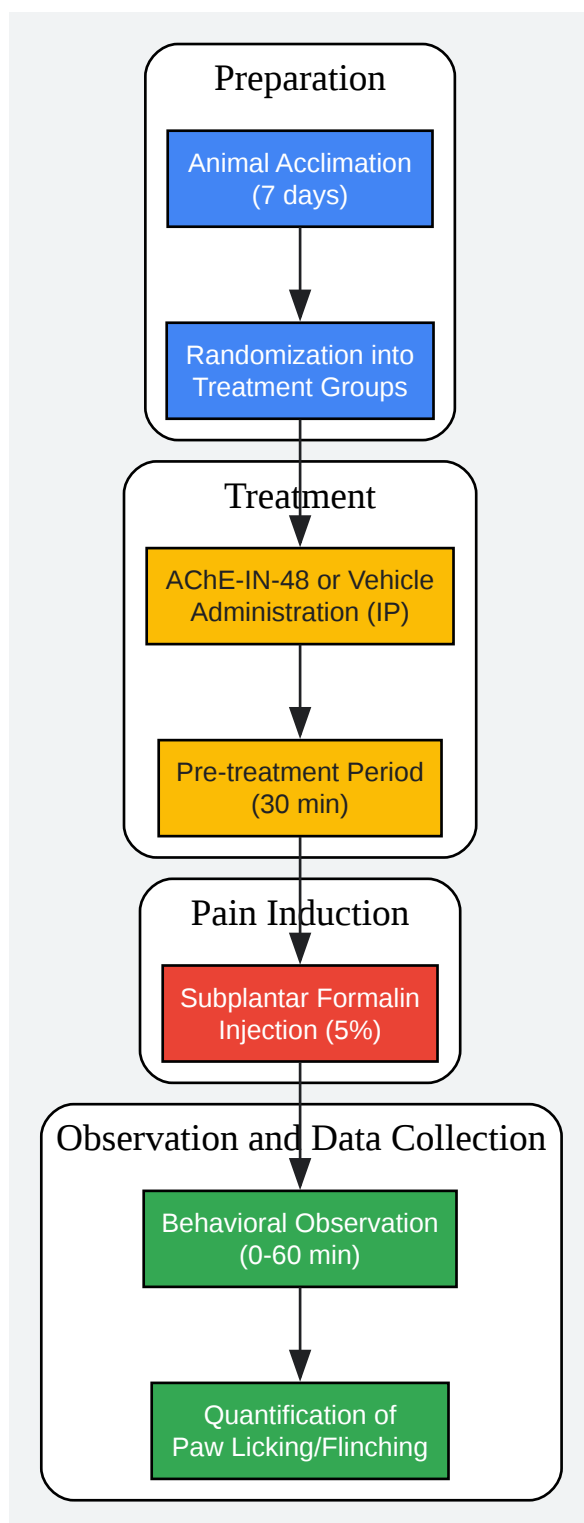 Preparation
Animal Acclimation
(7 days)
Randomization into
Treatment Groups
Treatment
AChE-IN-48 or Vehicle
Administration (IP)
Pre-treatment Period
(30 min)
Pain Induction
Subplantar Formalin
Injection (5%)
Observation and Data Collection
Behavioral Observation
(0-60 min)
Quantification of
Paw Licking/Flinching